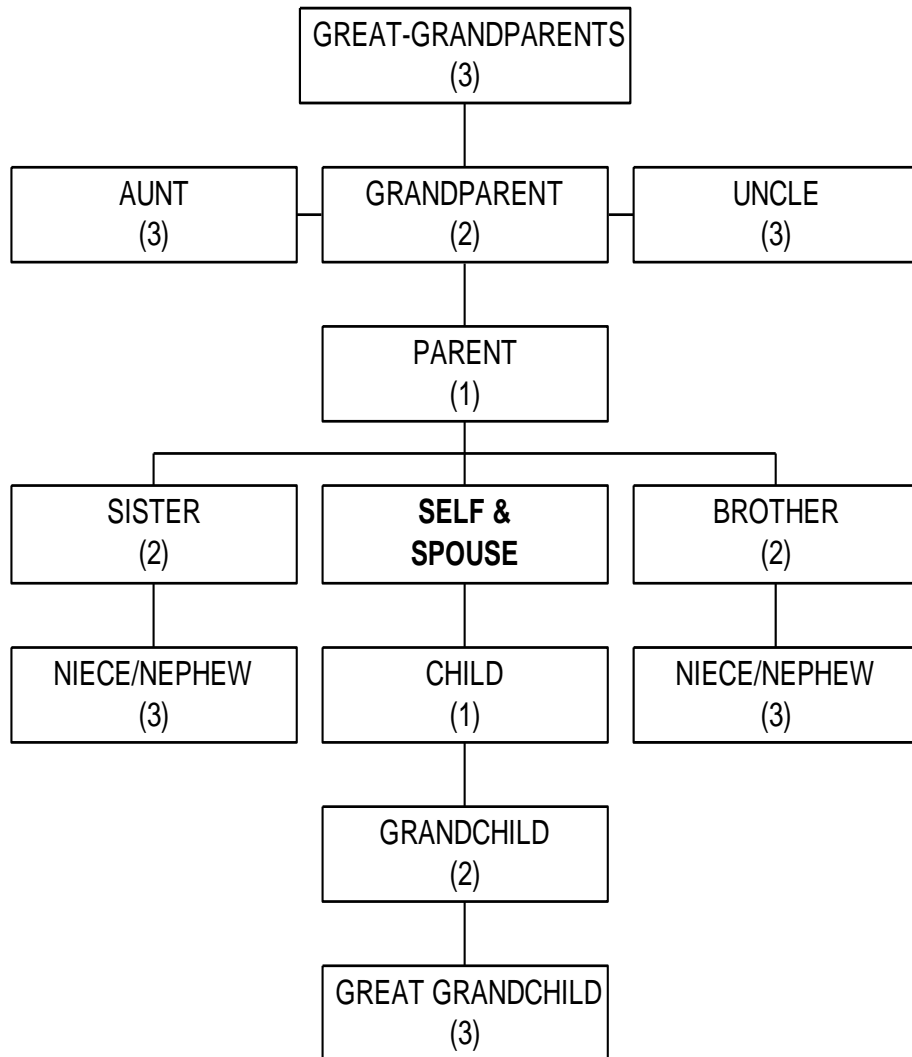 GREAT-GRANDPARENTS
(3)
AUNT
(3)
GRANDPARENT
(2)
UNCLE
(3)
PARENT
(1)
SISTER
(2)
SELF &
SPOUSE
BROTHER
(2)
NIECE/NEPHEW
(3)
CHILD
(1)
NIECE/NEPHEW
(3)
GRANDCHILD
(2)
GREAT GRANDCHILD
(3)